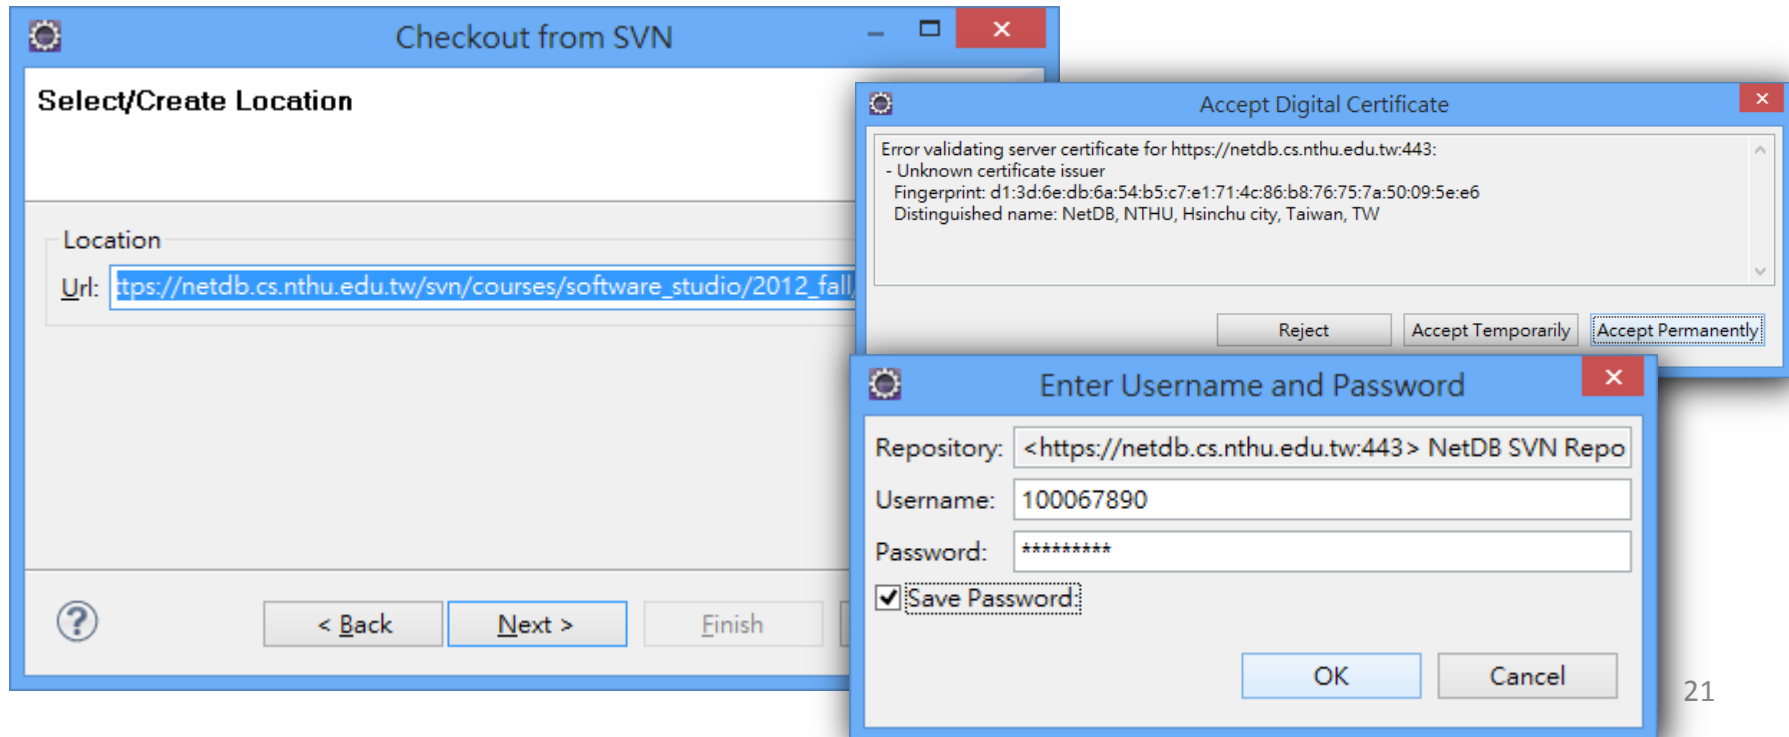 Checkout from SVN
Select/Create Location
Location
Url: ttps://netdb.cs.nthu.edu.tw/svn/courses/software_studio/2012_fall/
< Back
Next >
Finish
Accept Digital Certificate
Error validating server certificate for https://netdb.cs.nthu.edu.tw:443:
- Unknown certificate issuer
Fingerprint: d1:3d:6e:db:6a:54:b5:c7:e1:71:4c:86:b8:76:75:7a:50:09:5e:e6
Distinguished name: NetDB, NTHU, Hsinchu city, Taiwan, TW
Reject
Accept Temporarily
Accept Permanently
Enter Username and Password
Repository: <https://netdb.cs.nthu.edu.tw:443> NetDB SVN Repo
Username: 100067890
Password: *********
Save Password:
OK
Cancel
21